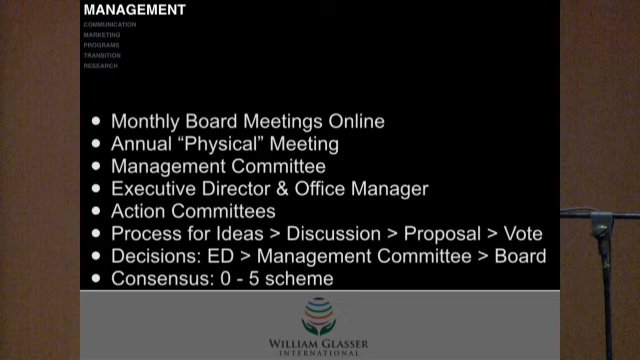 MANAGEMENT
COMMUNICATION
MARKETING
PROGRAMS
TRANSITION
RESEARCH
• Monthly Board Meetings Online
• Annual “Physical” Meeting
• Management Committee
• Executive Director & Office Manager
• Action Committees
• Process for Ideas > Discussion > Proposal > Vote
• Decisions: ED > Management Committee > Board
• Consensus: 0 - 5 scheme
WILLIAM GLASSER
INTERNATIONAL